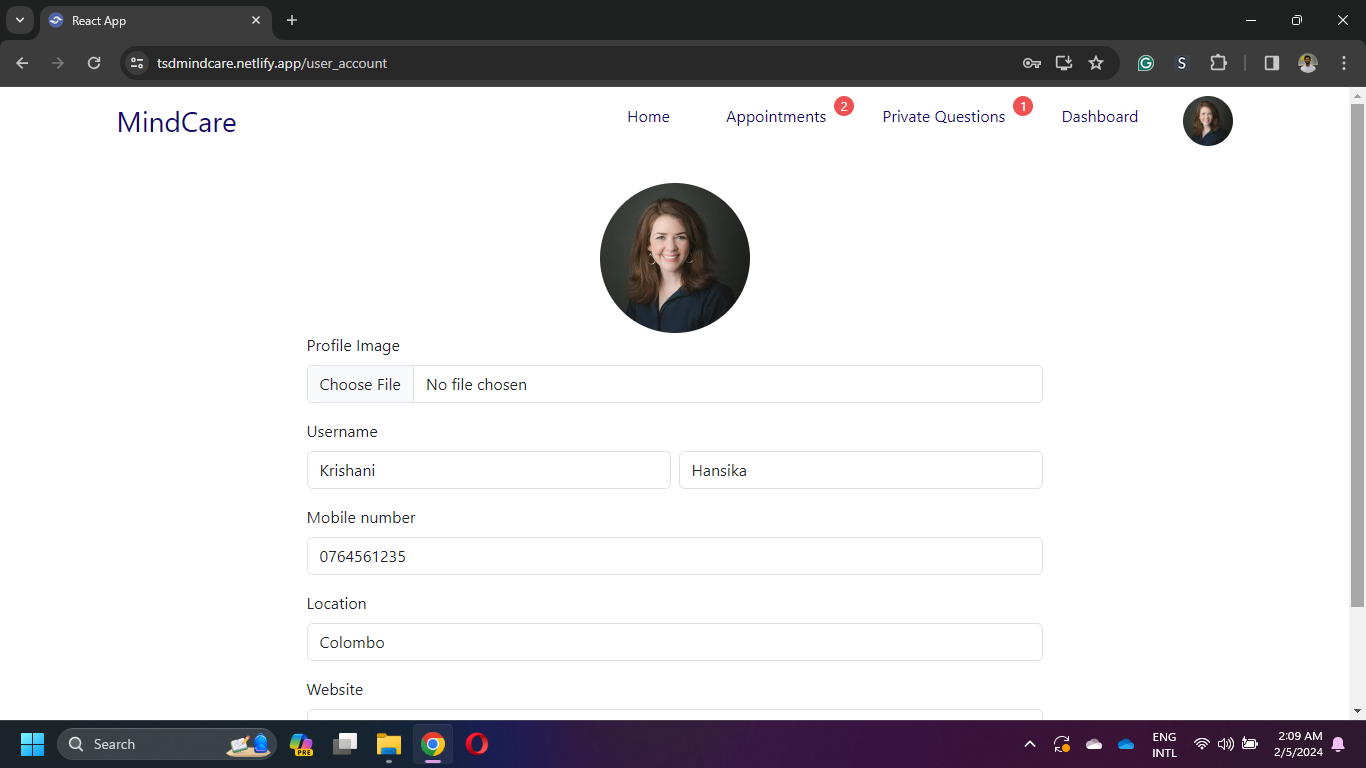 React App
tsdmindcare.netlify.app/user_account
MindCare
Home
Appointments 2
Private Questions 1
Dashboard
Profile Image
Choose File No file chosen
Username
Krishani Hansika
Mobile number
0764561235
Location
Colombo
Website
Search
PRE
ENG
INTL
2:09 AM
2/5/2024